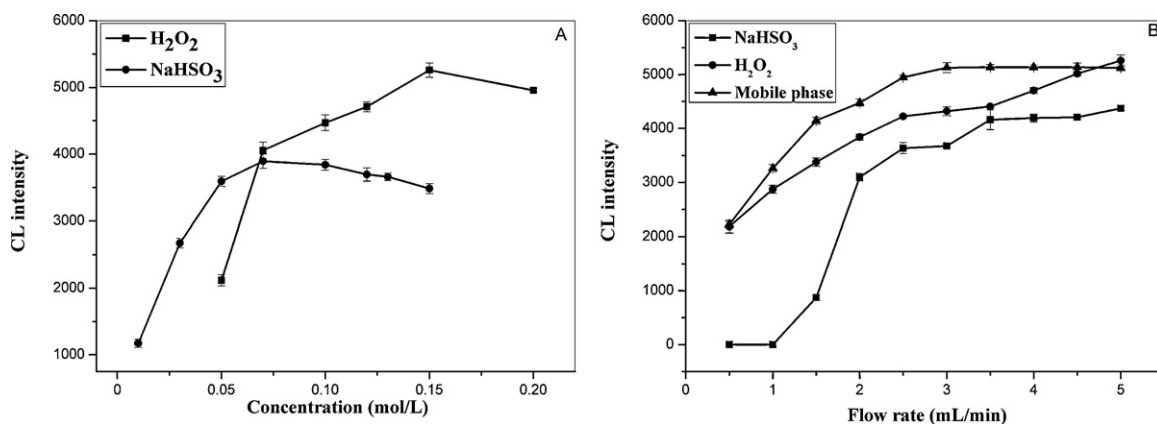 A
H2O2
NaHSO3
6000
5000
4000
3000
2000
1000
CL intensity
0
0.05
0.10
0.15
0.20
Concentration (mol/L)
B
NaHSO3
H2O2
Mobile phase
6000
5000
4000
3000
2000
1000
0
CL intensity
0
1
2
3
4
5
Flow rate (mL/min)